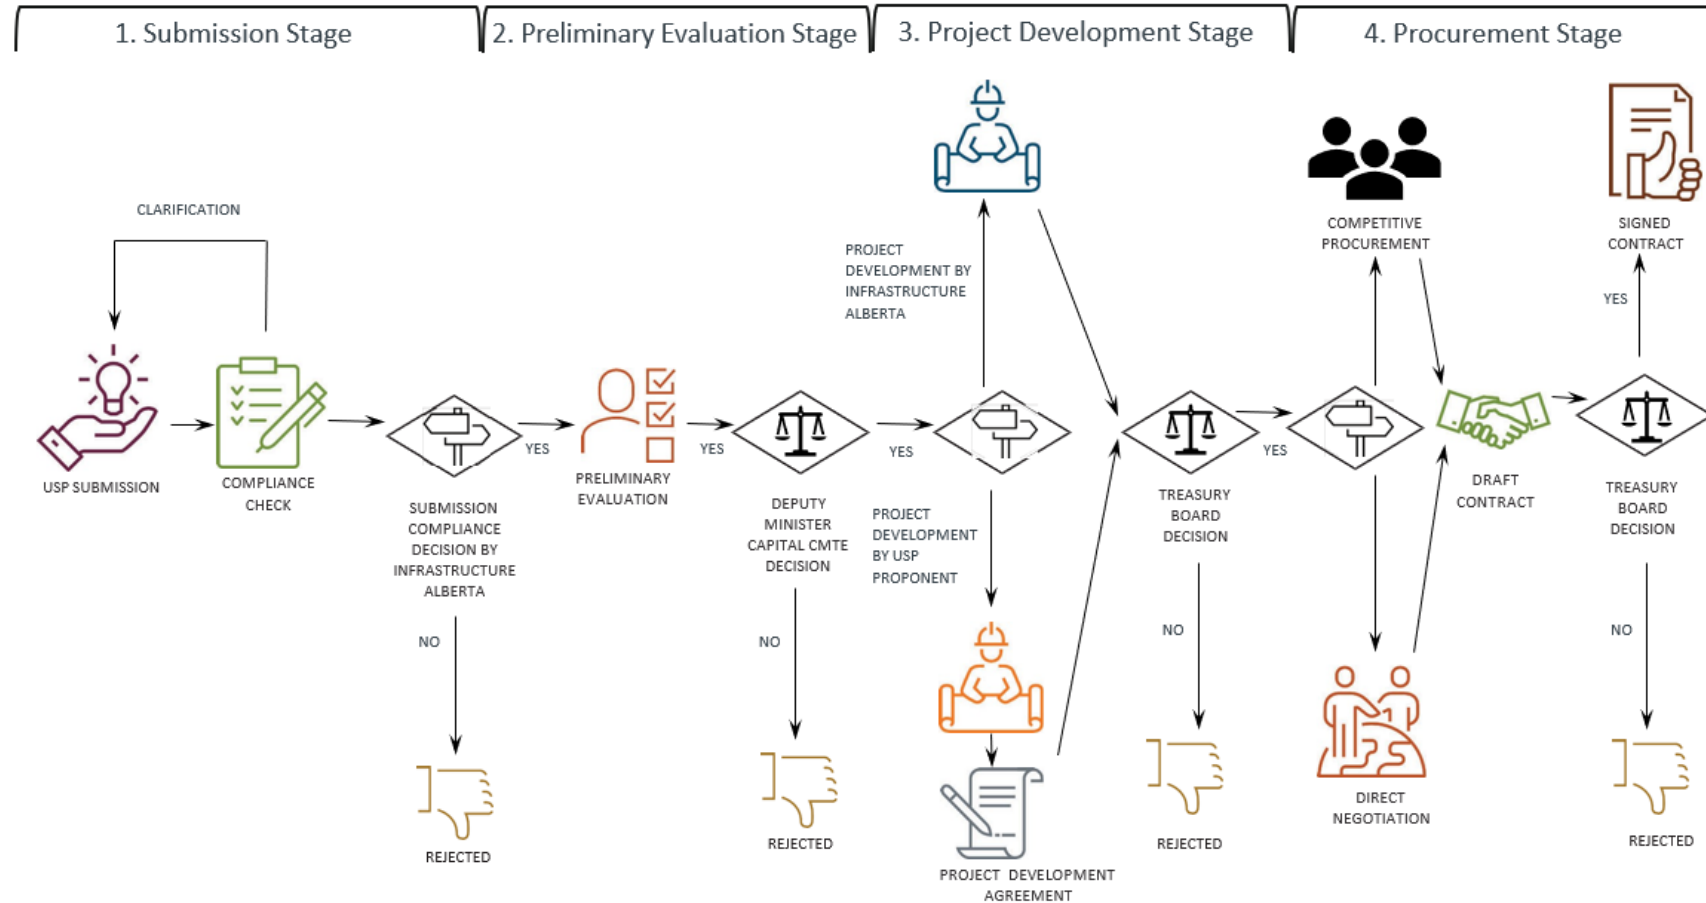 1. Submission Stage
2. Preliminary Evaluation Stage
3. Project Development Stage
4. Procurement Stage
CLARIFICATION
USP SUBMISSION
COMPLIANCE
CHECK
SUBMISSION
COMPLIANCE
DECISION BY
INFRASTRUCTURE
ALBERTA
NO
REJECTED
YES
PRELIMINARY
EVALUATION
YES
DEPUTY
MINISTER
CAPITAL CMTE
DECISION
NO
REJECTED
YES
PROJECT
DEVELOPMENT BY
INFRASTRUCTURE
ALBERTA
PROJECT
DEVELOPMENT
BY USP
PROPONENT
PROJECT DEVELOPMENT
AGREEMENT
TREASURY
BOARD
DECISION
NO
REJECTED
YES
COMPETITIVE
PROCUREMENT
DIRECT
NEGOTIATION
DRAFT
CONTRACT
TREASURY
BOARD
DECISION
YES
SIGNED
CONTRACT
NO
REJECTED